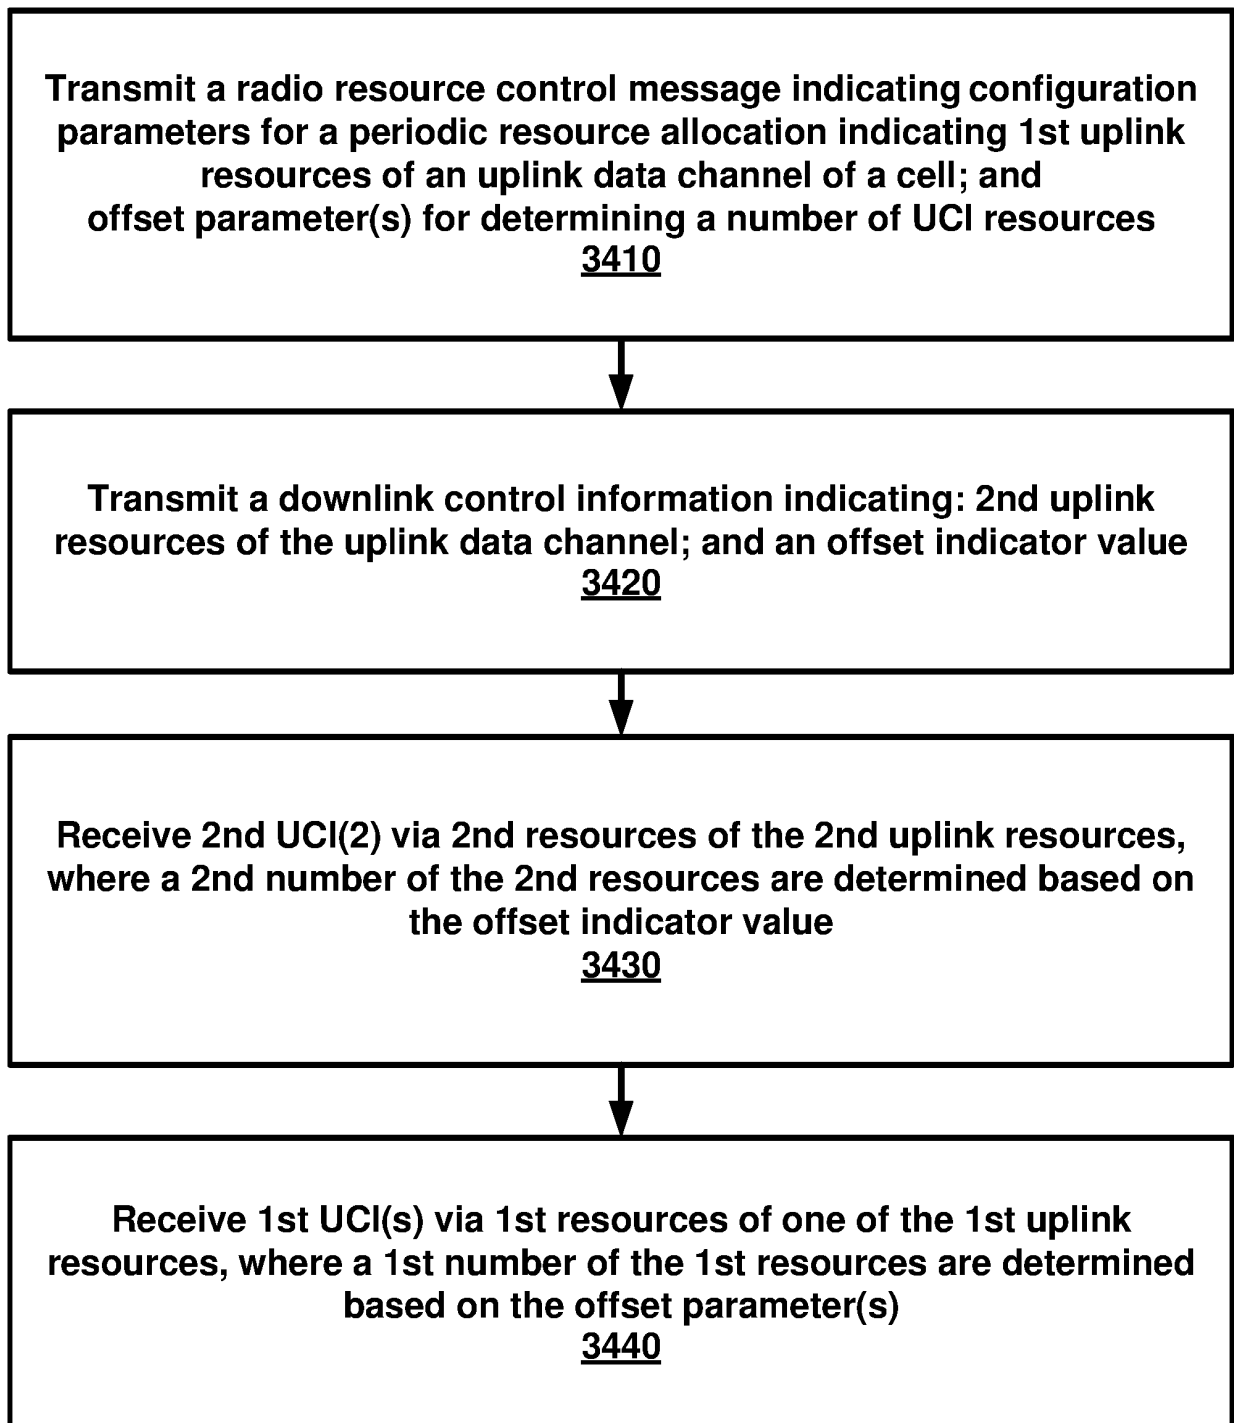 Transmit a radio resource control message indicating configuration
parameters for a periodic resource allocation indicating 1st uplink
resources of an uplink data channel of a cell; and
offset parameter(s) for determining a number of UCI resources
3410
Transmit a downlink control information indicating: 2nd uplink
resources of the uplink data channel; and an offset indicator value
3420
Receive 2nd UCI(2) via 2nd resources of the 2nd uplink resources,
where a 2nd number of the 2nd resources are determined based on
the offset indicator value
3430
Receive 1st UCI(s) via 1st resources of one of the 1st uplink
resources, where a 1st number of the 1st resources are determined
based on the offset parameter(s)
3440